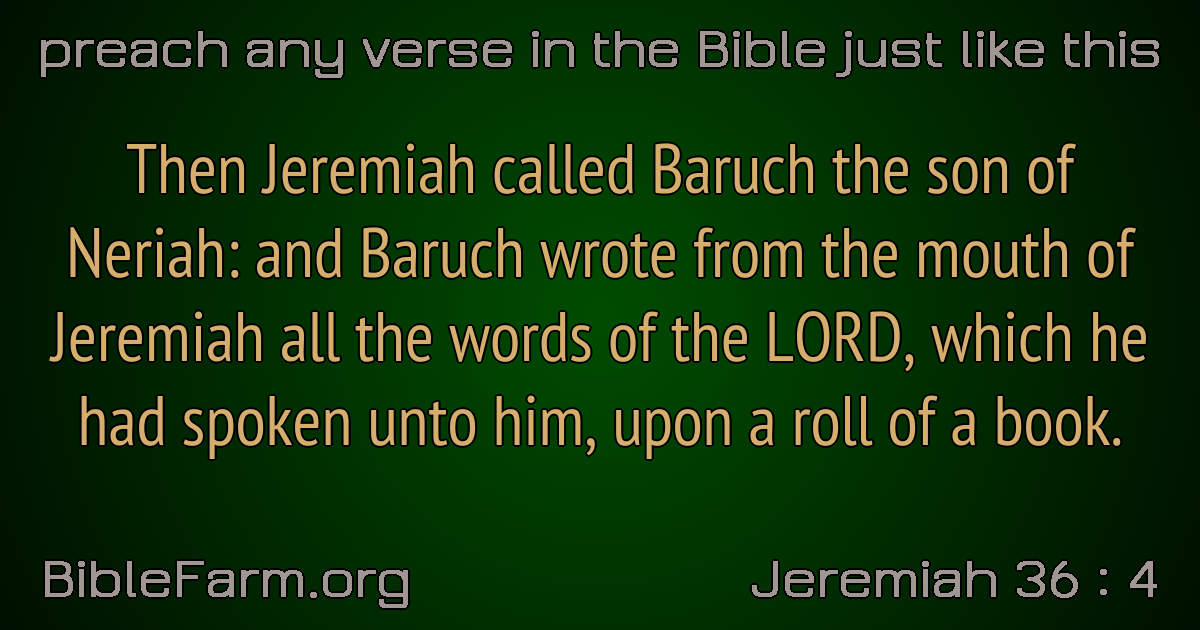 preach any verse in the Bible just like this
Then Jeremiah called Baruch the son of
Neriah: and Baruch wrote from the mouth of
Jeremiah all the words of the LORD, which he
had spoken unto him, upon a roll of a book.
BibleFarm.org
Jeremiah 36 : 4